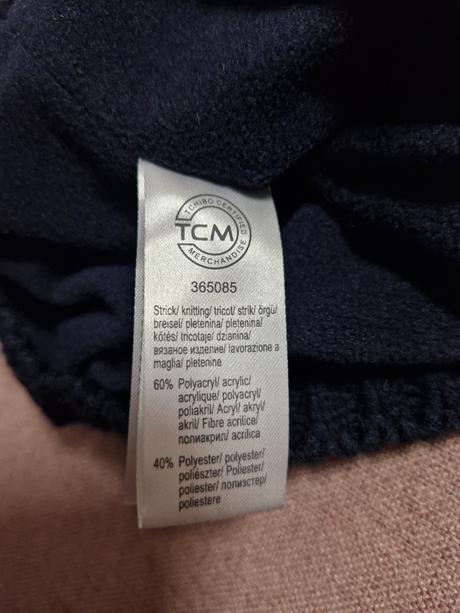 TCHIBO CERTIFIED
TCM
MERCHANDISE
365085
Strick/ knitting/ tricot/ strik/ örgü/
breisel/ pletenina/ pletenina/
kötés/ tricotaje/ dzianina/
вязаное изделие/ lavorazione a
maglia/ pletenine
60% Polyacryl/ acrylic/
acrylique/ polyacryl/
poliakril/ Acryl/ akryl/
akril/ Fibre acrilice/
полиакрил/ acrilica
40% Polyester/ polyester/
poliészter/ Poliester/
poliester/ полиэстер/
poliestere